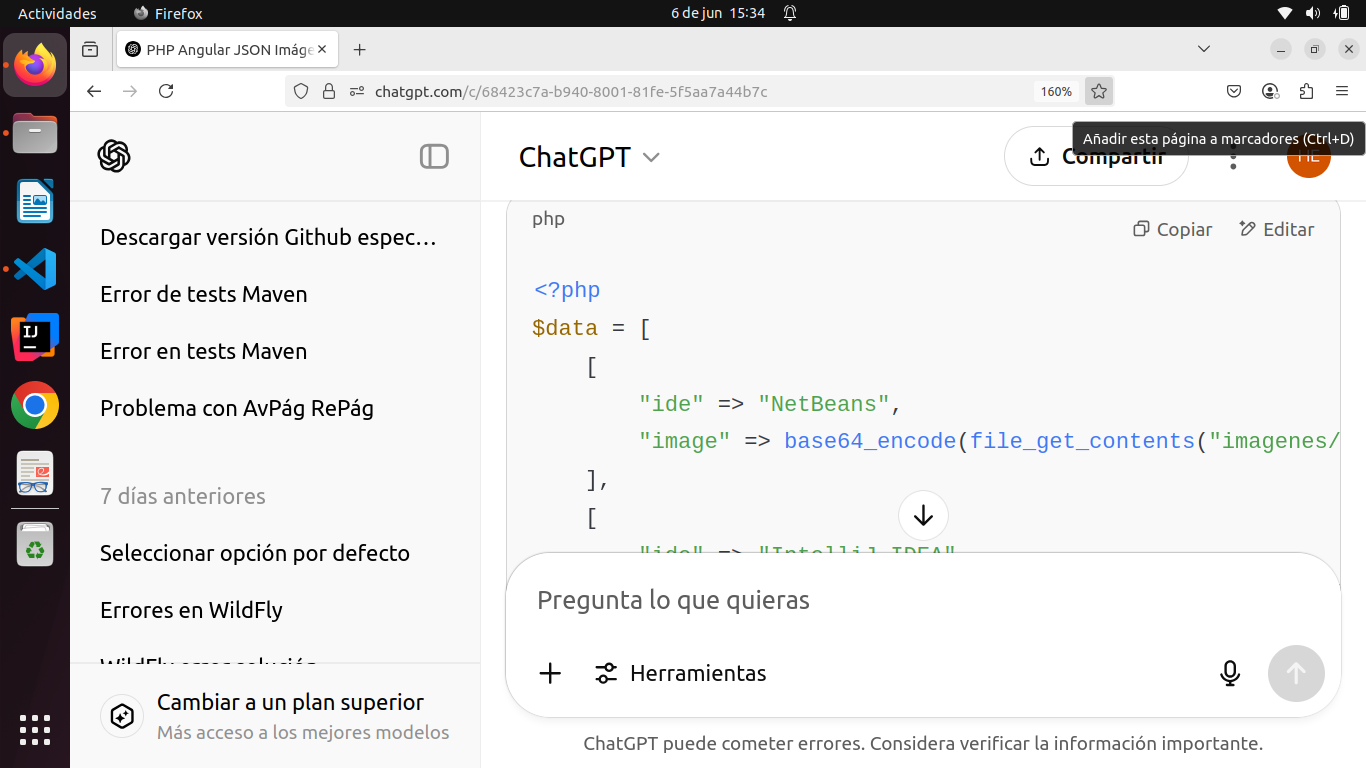 Actividades
Firefox
6 de jun 15:34
PHP Angular JSON Imáge
chatgpt.com/c/68423c7a-b940-8001-81fe-5f5aa7a44b7c
160%
Añadir esta página a marcadores (Ctrl+D)
ChatGPT
Compartir
HE
Descargar versión Github espec…
Error de tests Maven
Error en tests Maven
Problema con AvPág RePág
7 días anteriores
Seleccionar opción por defecto
Errores en WildFly
WildFly error solución
Cambiar a un plan superior
Más acceso a los mejores modelos
php
Copiar
Editar
<?php
$data = [
[
"ide" => "NetBeans",
"image" => base64_encode(file_get_contents("imagenes/
],
[
"ide" => "IntelliJ IDEA"
Pregunta lo que quieras
Herramientas
ChatGPT puede cometer errores. Considera verificar la información importante.